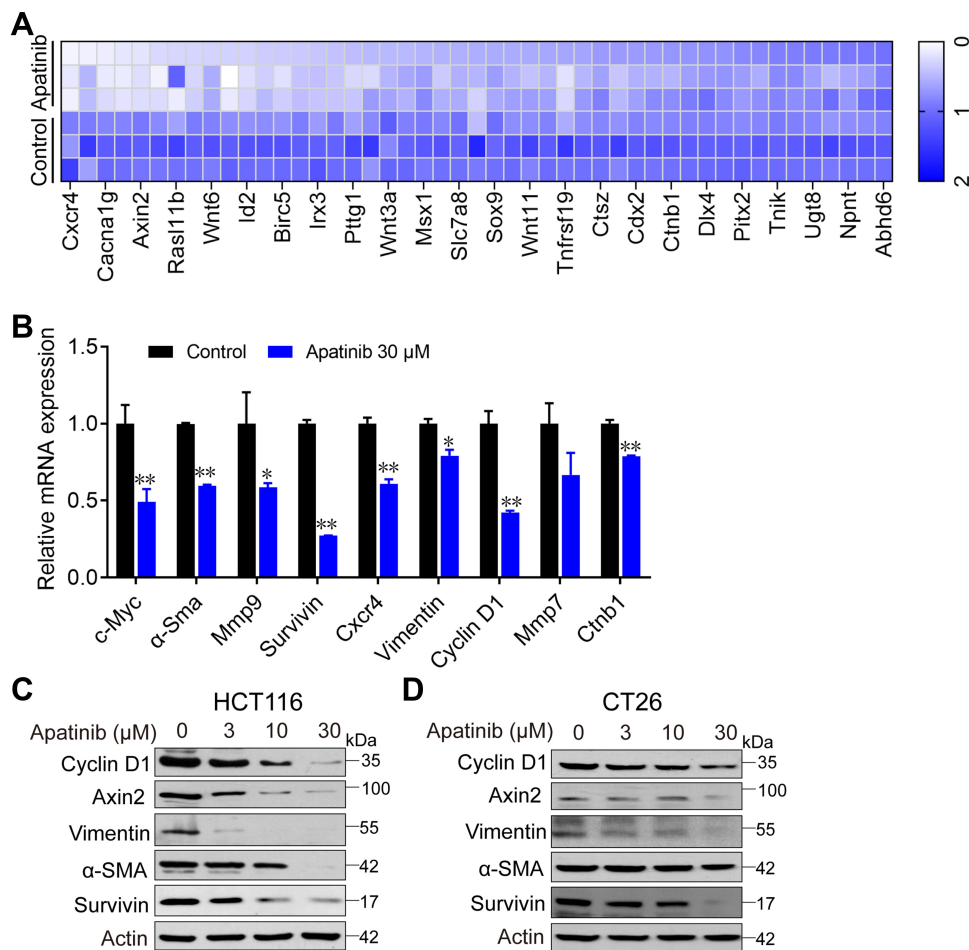 A
Apatinib
Control
0
1
2
Cxcr4
Cacna1g
Axin2
Rasl11b
Wnt6
Id2
Birc5
Irx3
Pttg1
Wnt3a
Msx1
Slc7a8
Sox9
Wnt11
Tnfrsf19
Ctsz
Cdx2
Ctnb1
Dlx4
Pitx2
Tnik
Ugt8
Npnt
Abhd6
B
Relative mRNA expression
1.5
1.0
0.5
0.0
Control
Apatinib 30 µM
**
**
*
**
**
*
**
**
c-Myc
α-Sma
Mmp9
Survivin
Cxcr4
Vimentin
Cyclin D1
Mmp7
Ctnb1
C
HCT116
Apatinib (µM) 0 3 10 30
kDa
Cyclin D1 35
Axin2 100
Vimentin 55
α-SMA 42
Survivin 17
Actin 42
D
CT26
Apatinib (µM) 0 3 10 30
kDa
Cyclin D1 35
Axin2 100
Vimentin 55
α-SMA 42
Survivin 17
Actin 42